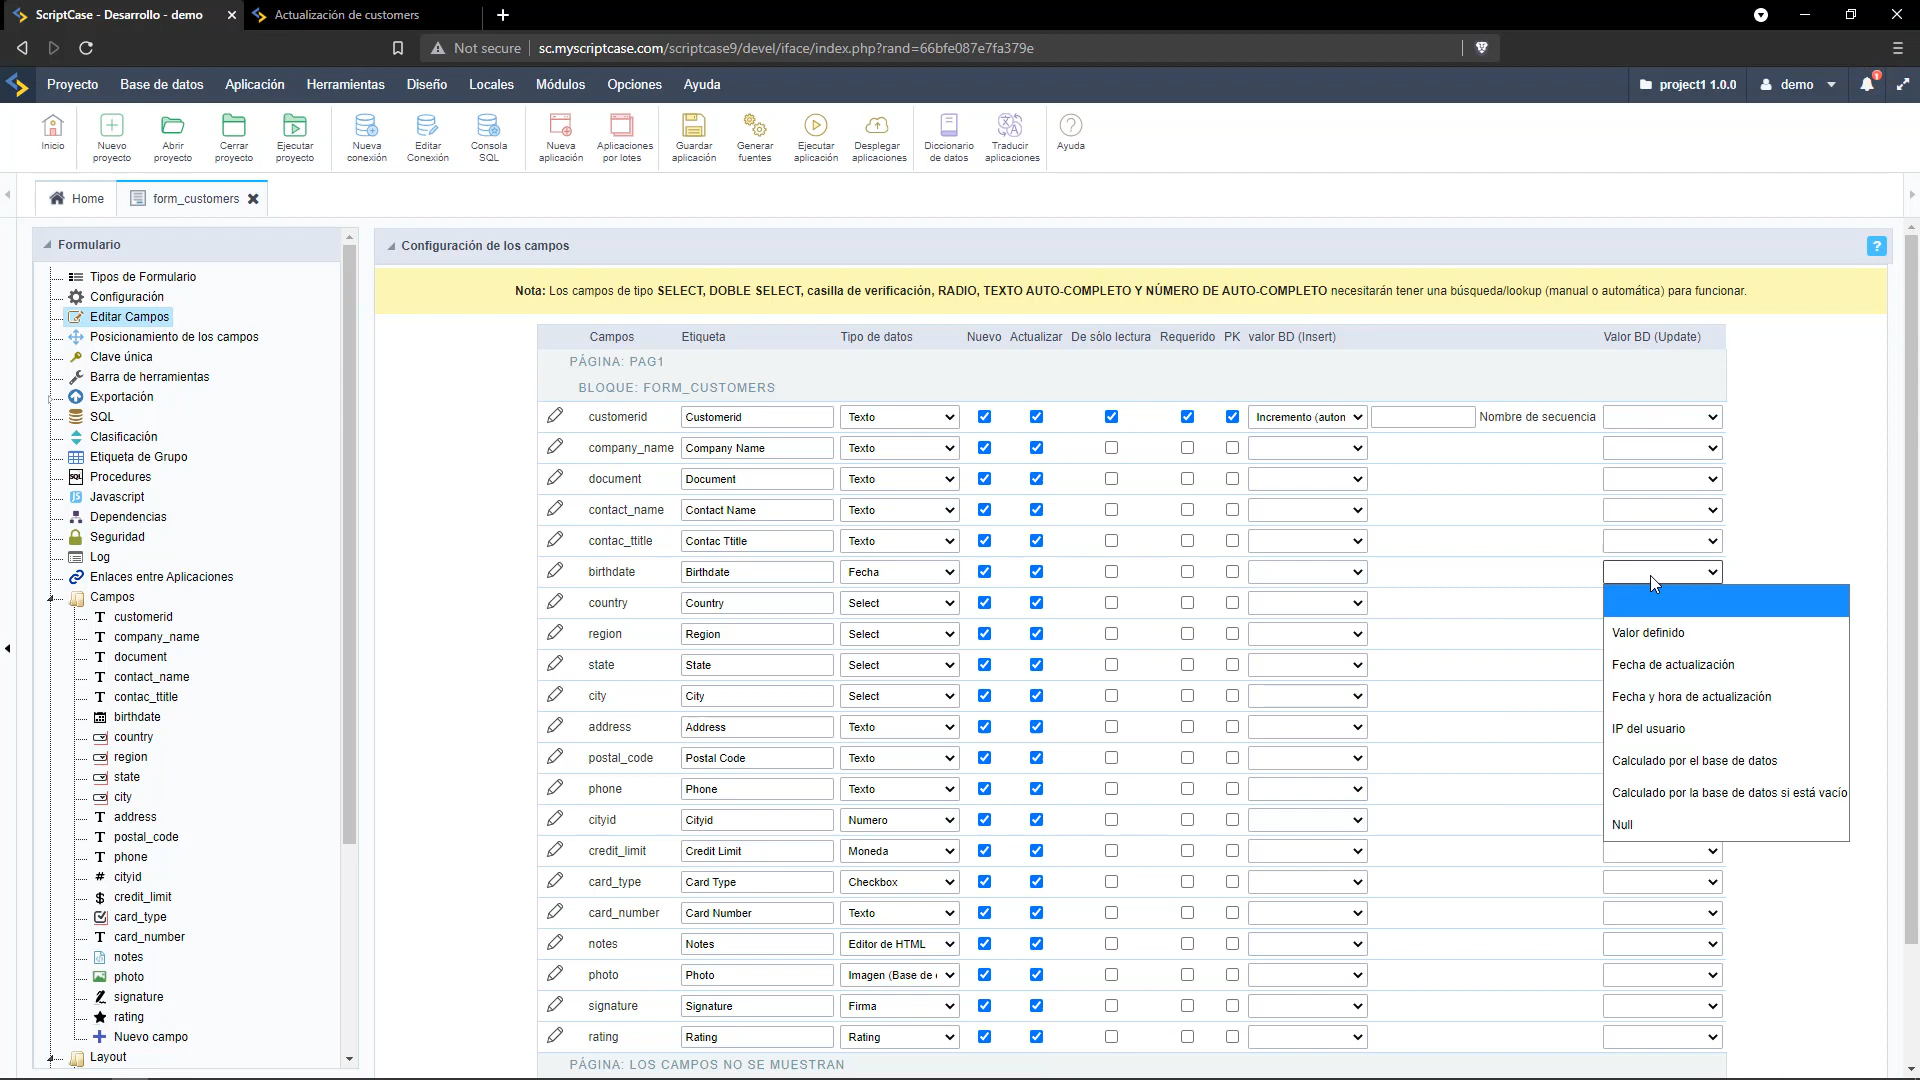 ScriptCase - Desarrollo - demo
Actualización de customers
Not secure
sc.myscriptcase.com/scriptcase9/devel/iface/index.php?rand=66bfe087e7fa379e
Proyecto Base de datos Aplicación Herramientas Diseño Locales Módulos Opciones Ayuda
project1 1.0.0
demo
1
Inicio
Nuevo proyecto
Abrir proyecto
Cerrar proyecto
Ejecutar proyecto
Nueva conexión
Editar Conexión
Consola SQL
Nueva aplicación
Aplicaciones por lotes
Guardar aplicación
Generar fuentes
Ejecutar aplicación
Desplegar aplicaciones
Diccionario de datos
Traducir aplicaciones
Ayuda
Home
form_customers
Formulario
Tipos de Formulario
Configuración
Editar Campos
Posicionamiento de los campos
Clave única
Barra de herramientas
Exportación
SQL
Clasificación
Etiqueta de Grupo
Procedures
Javascript
Dependencias
Seguridad
Log
Enlaces entre Aplicaciones
Campos
customerid
company_name
document
contact_name
contac_ttitle
birthdate
country
region
state
city
address
postal_code
phone
cityid
credit_limit
card_type
card_number
notes
photo
signature
rating
Nuevo campo
Layout
Configuración de los campos
?
Nota: Los campos de tipo SELECT, DOBLE SELECT, casilla de verificación, RADIO, TEXTO AUTO-COMPLETO Y NÚMERO DE AUTO-COMPLETO necesitarán tener una búsqueda/lookup (manual o automática) para funcionar.
Campos Etiqueta Tipo de datos Nuevo Actualizar De sólo lectura Requerido PK valor BD (Insert) Valor BD (Update)
PÁGINA: PAG1
BLOQUE: FORM_CUSTOMERS
customerid Customerid Texto Incremento (auton Nombre de secuencia
company_name Company Name Texto
document Document Texto
contact_name Contact Name Texto
contac_ttitle Contac Ttitle Texto
birthdate Birthdate Fecha
country Country Select
region Region Select
state State Select
city City Select
address Address Texto
postal_code Postal Code Texto
phone Phone Texto
cityid Cityid Numero
credit_limit Credit Limit Moneda
card_type Card Type Checkbox
card_number Card Number Texto
notes Notes Editor de HTML
photo Photo Imagen (Base de
signature Signature Firma
rating Rating Rating
PÁGINA: LOS CAMPOS NO SE MUESTRAN
Valor definido
Fecha de actualización
Fecha y hora de actualización
IP del usuario
Calculado por el base de datos
Calculado por la base de datos si está vacío
Null